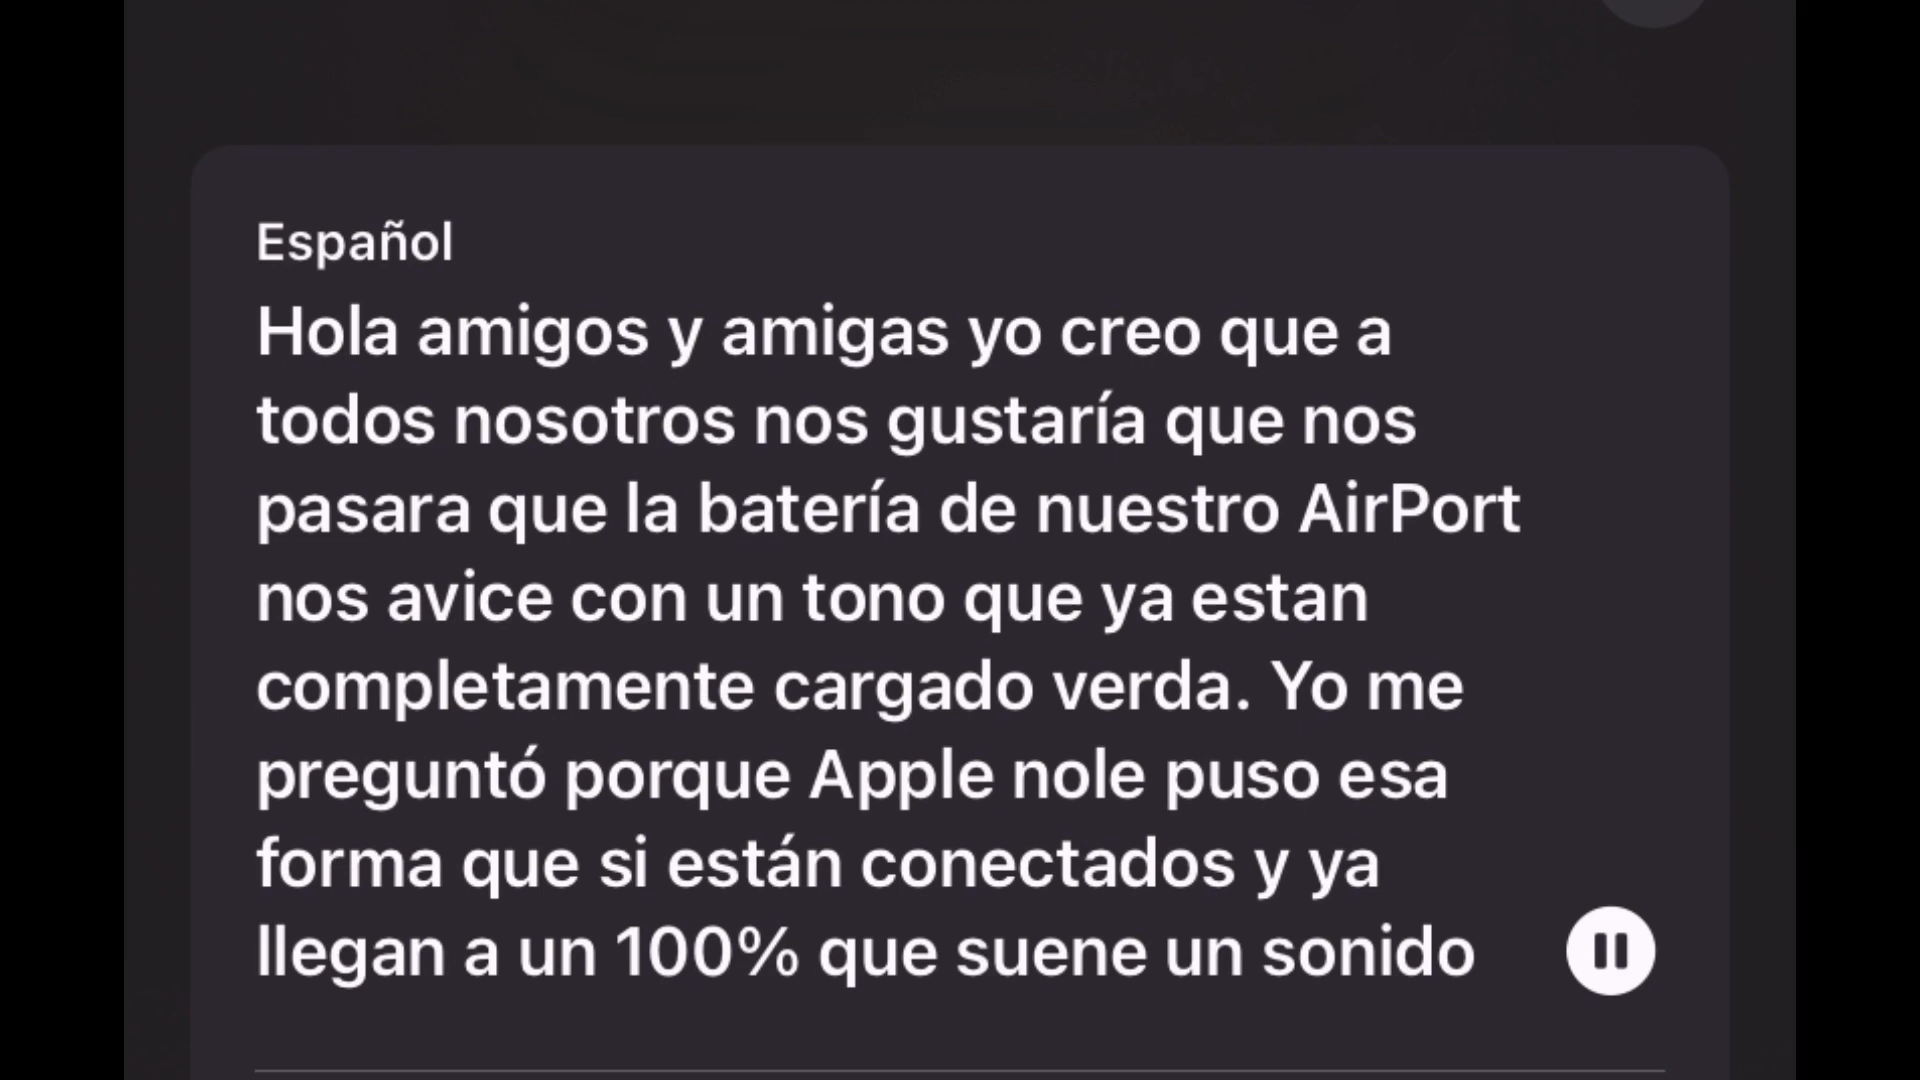 Español
Hola amigos y amigas yo creo que a
todos nosotros nos gustaría que nos
pasara que la batería de nuestro AirPort
nos avice con un tono que ya estan
completamente cargado verda. Yo me
preguntó porque Apple nole puso esa
forma que si están conectados y ya
llegan a un 100% que suene un sonido